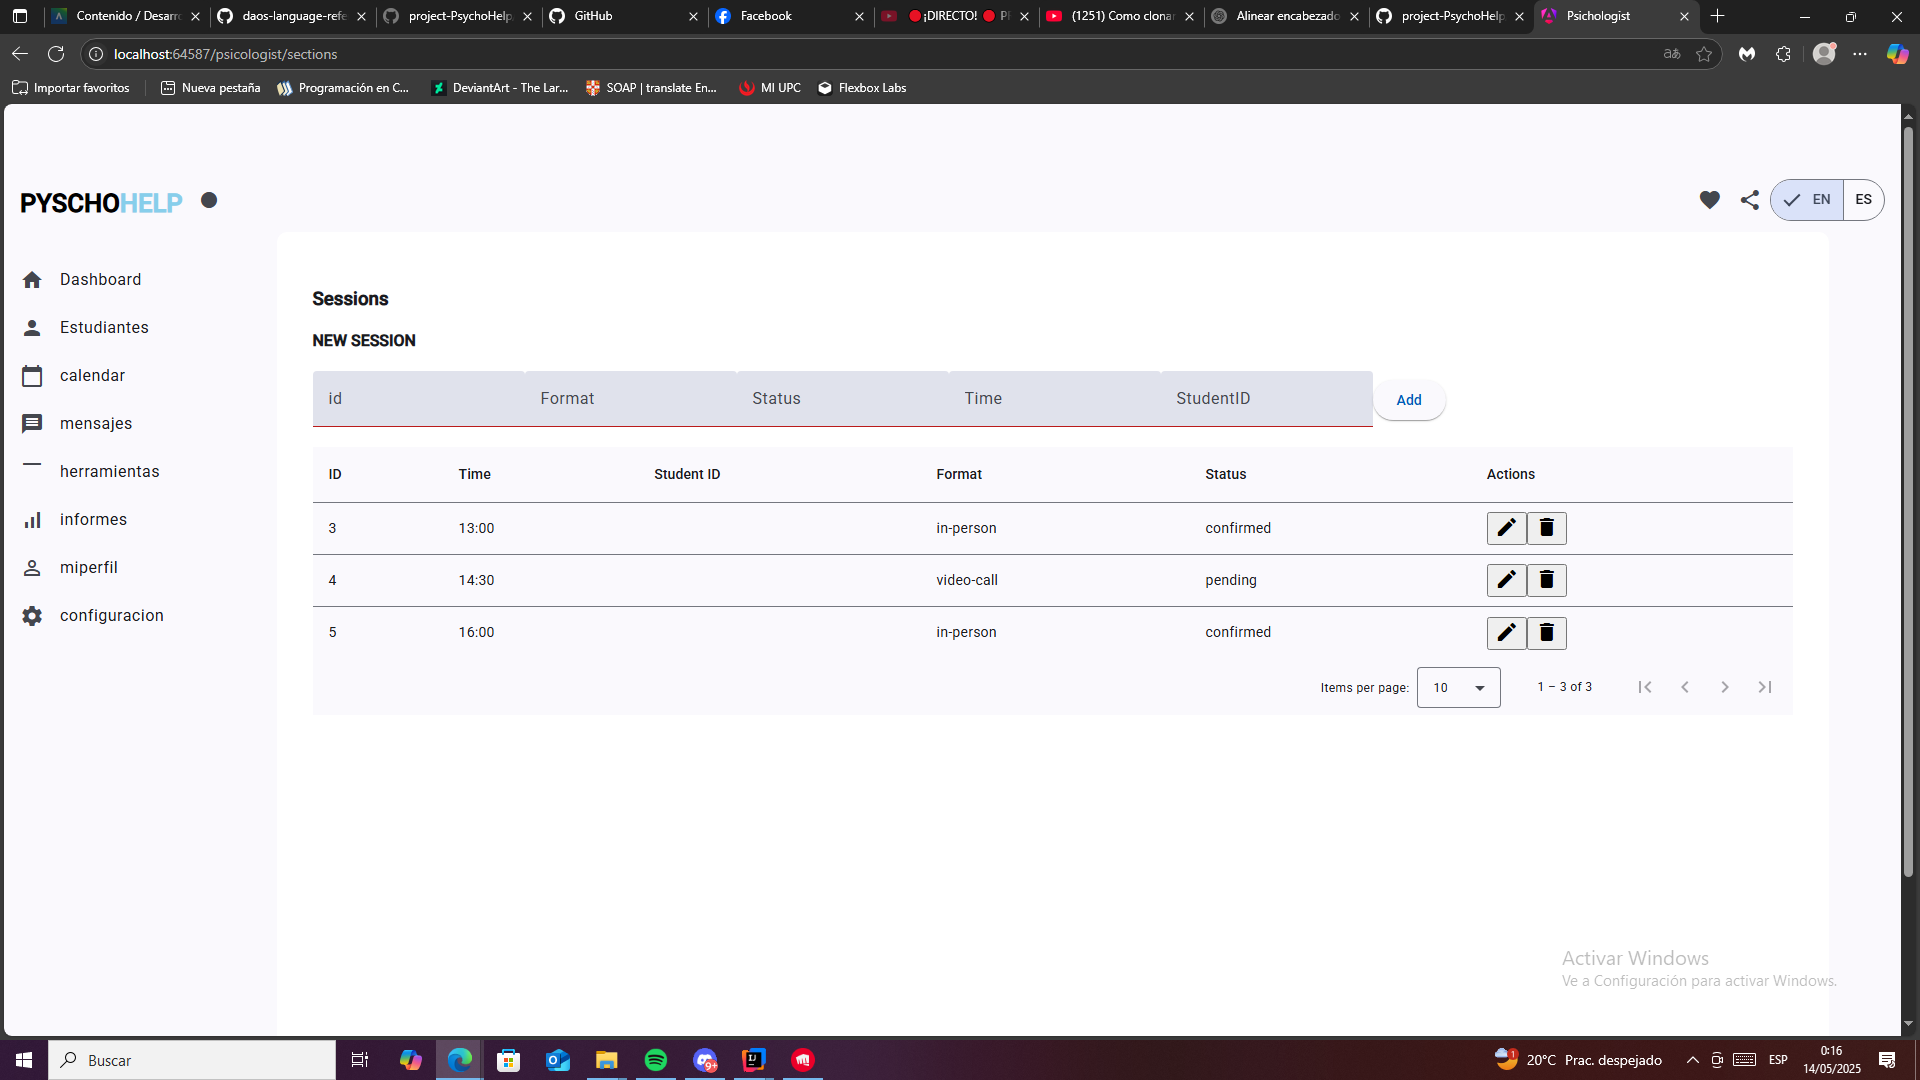 Contenido / Desarro
daos-language-refe
project-PsychoHelp
GitHub
Facebook
¡DIRECTO!
(1251) Como clonar
Alinear encabezado
project-PsychoHelp
Psichologist
localhost:64587/psicologist/sections
Importar favoritos
Nueva pestaña
Programación en C...
DeviantArt - The Lar...
SOAP | translate En...
MI UPC
Flexbox Labs
PYSCHOHELP
EN
ES
Dashboard
Estudiantes
calendar
mensajes
herramientas
informes
miperfil
configuracion
Sessions
NEW SESSION
id Format Status Time StudentID Add
ID Time Student ID Format Status Actions
3 13:00 in-person confirmed
4 14:30 video-call pending
5 16:00 in-person confirmed
Items per page: 10 1 – 3 of 3
Activar Windows
Ve a Configuración para activar Windows.
Buscar
9+
1
20°C Prac. despejado
ESP
0:16
14/05/2025